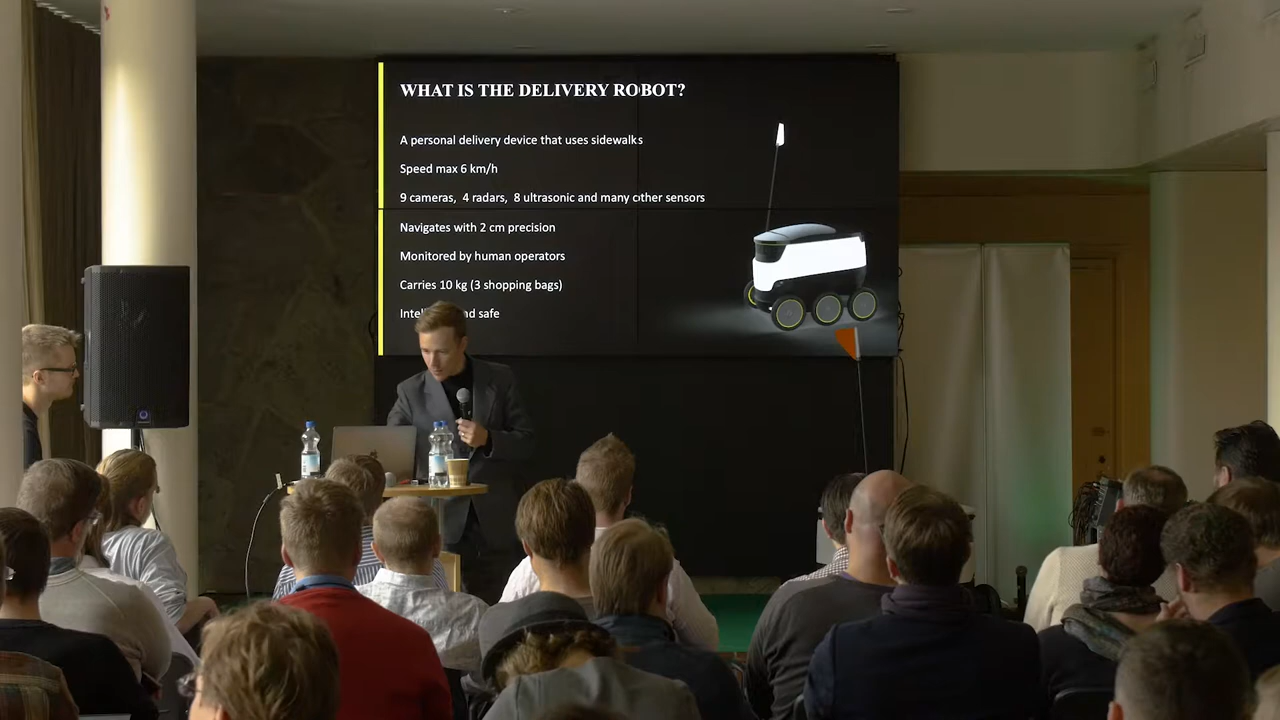 WHAT IS THE DELIVERY ROBOT?
A personal delivery device that uses sidewalks
Speed max 6 km/h
9 cameras, 4 radars, 8 ultrasonic and many other sensors
Navigates with 2 cm precision
Monitored by human operators
Carries 10 kg (3 shopping bags)
and safe